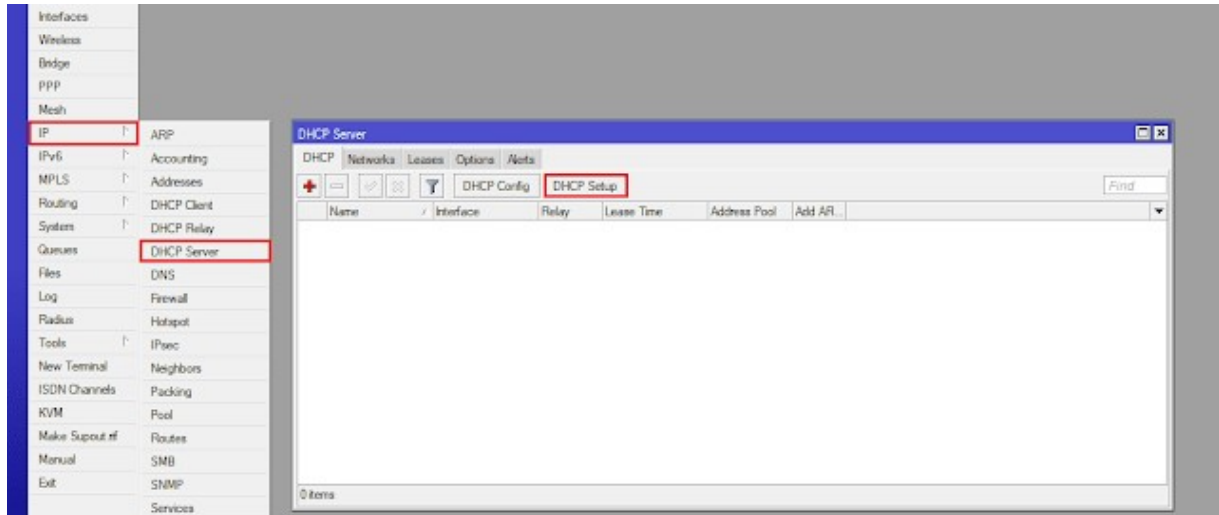 Interfaces
Wireless
Bridge
PPP
Mesh
IP
IPv6
MPLS
Routing
System
Queues
Files
Log
Radius
Tools
New Terminal
ISDN Channels
KVM
Make Supout.rif
Manual
Exit
ARP
Accounting
Addresses
DHCP Client
DHCP Relay
DHCP Server
DNS
Firewall
Hotspot
IPsec
Neighbors
Packing
Pool
Routes
SMB
SNMP
Services
DHCP Server
DHCP Networks Leases Options Alerts
DHCP Config DHCP Setup Find
Name Interface Relay Lease Time Address Pool Add AR...
0 items